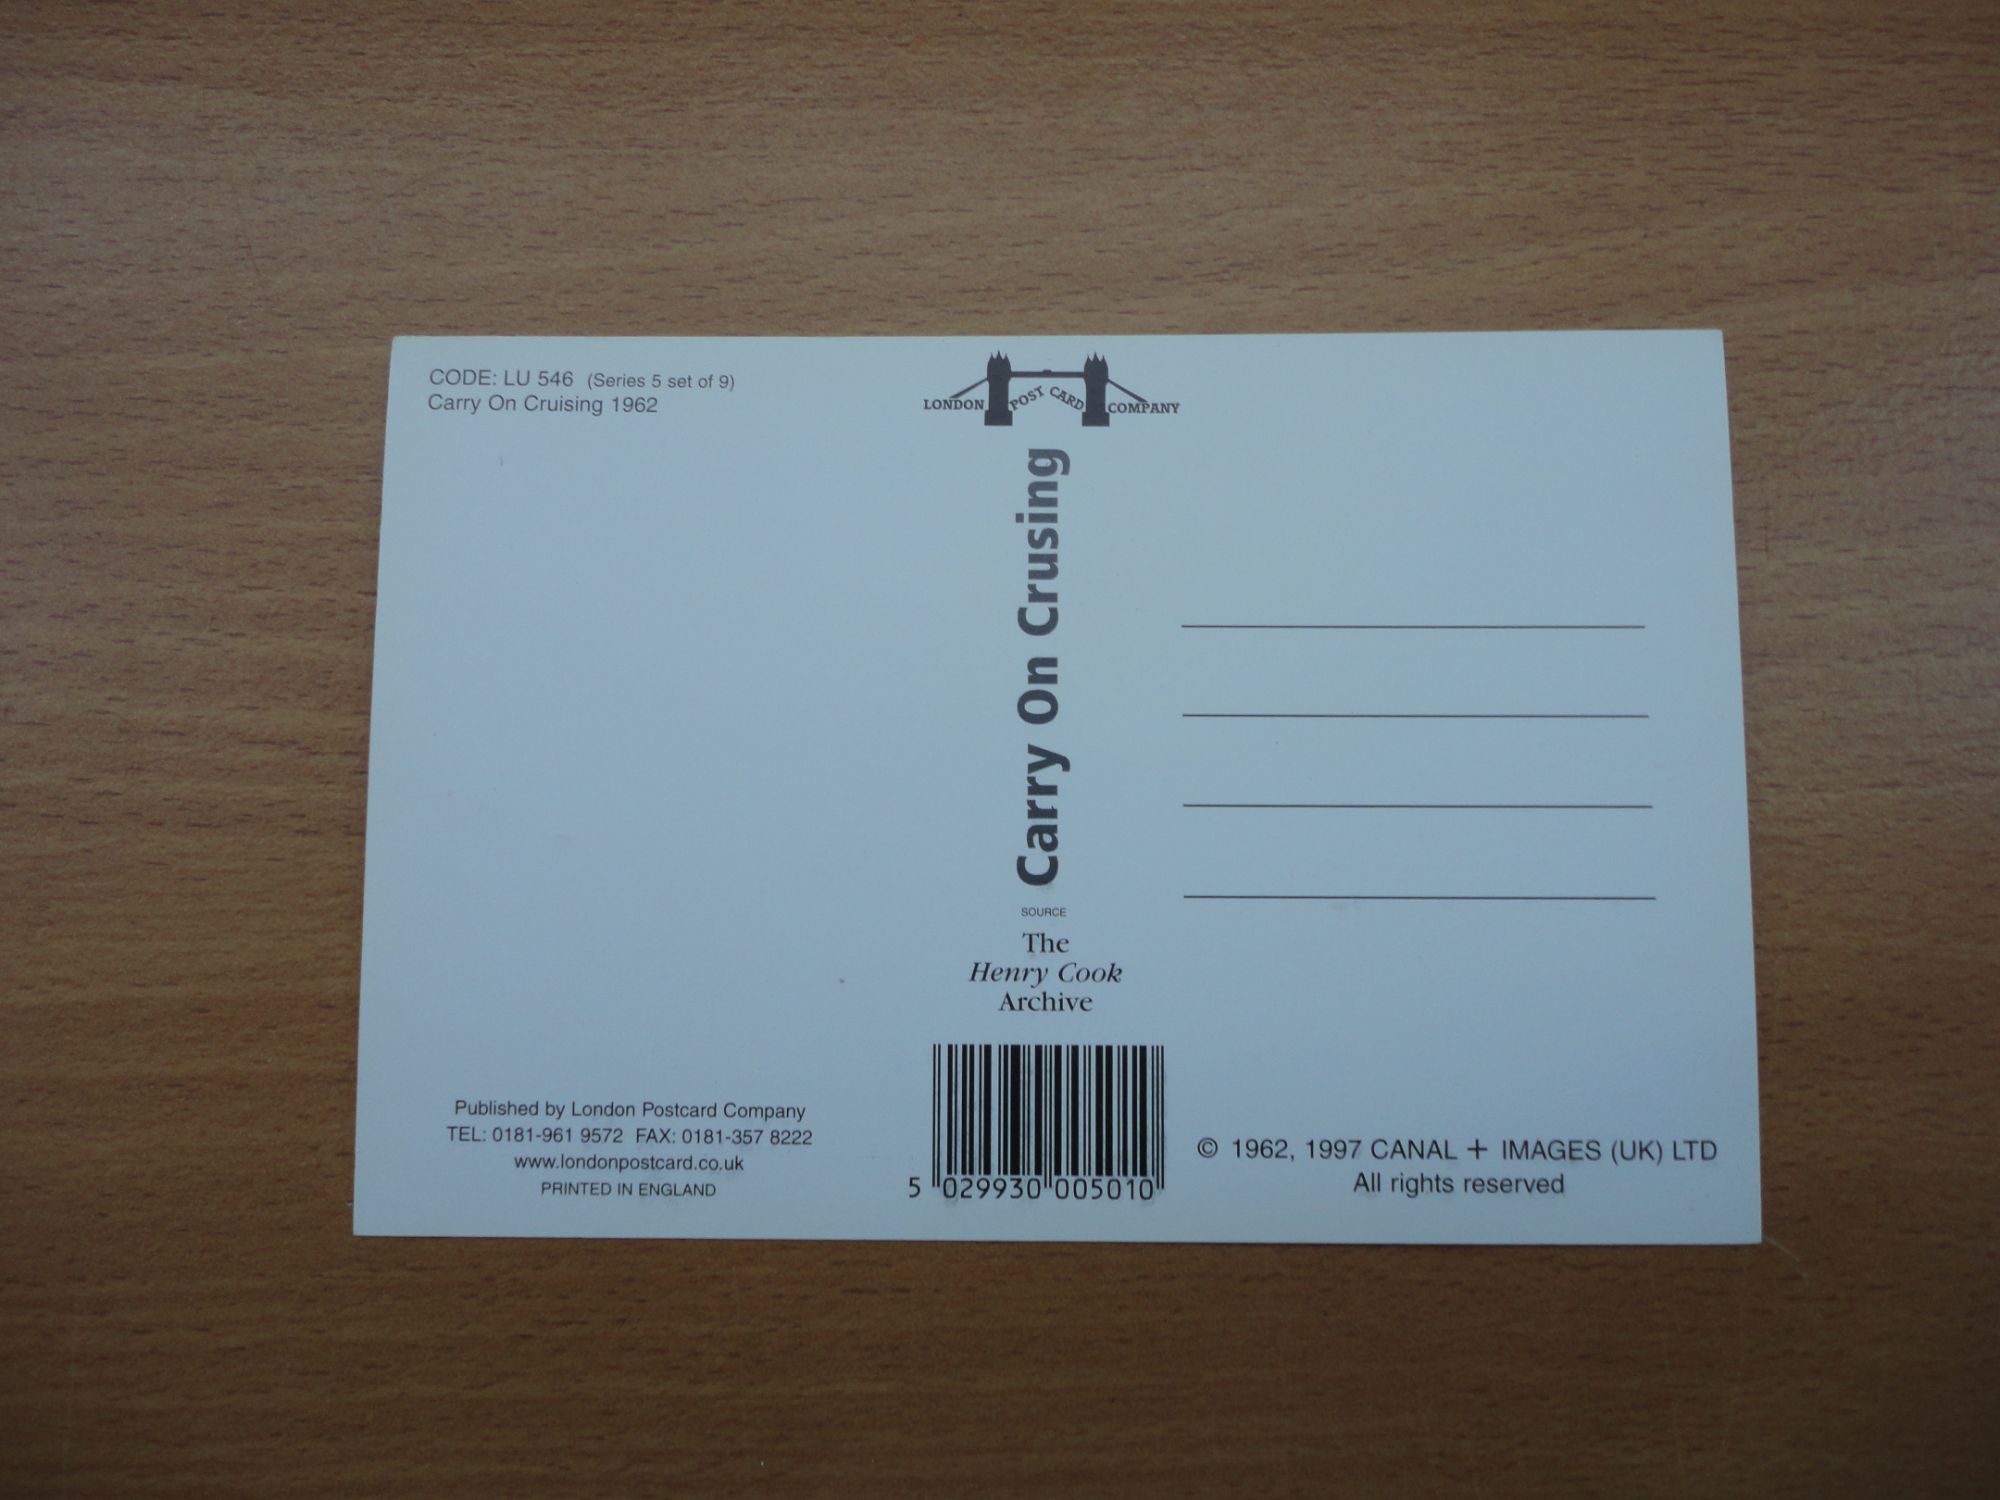 CODE: LU 546 (Series 5 set of 9)
Carry On Cruising 1962
LONDON POST CARD COMPANY
Carry On Crusing
SOURCE
The
Henry Cook
Archive
Published by London Postcard Company
TEL: 0181-961 9572 FAX: 0181-357 8222
www.londonpostcard.co.uk
PRINTED IN ENGLAND
5 029930 005010
© 1962, 1997 CANAL + IMAGES (UK) LTD
All rights reserved